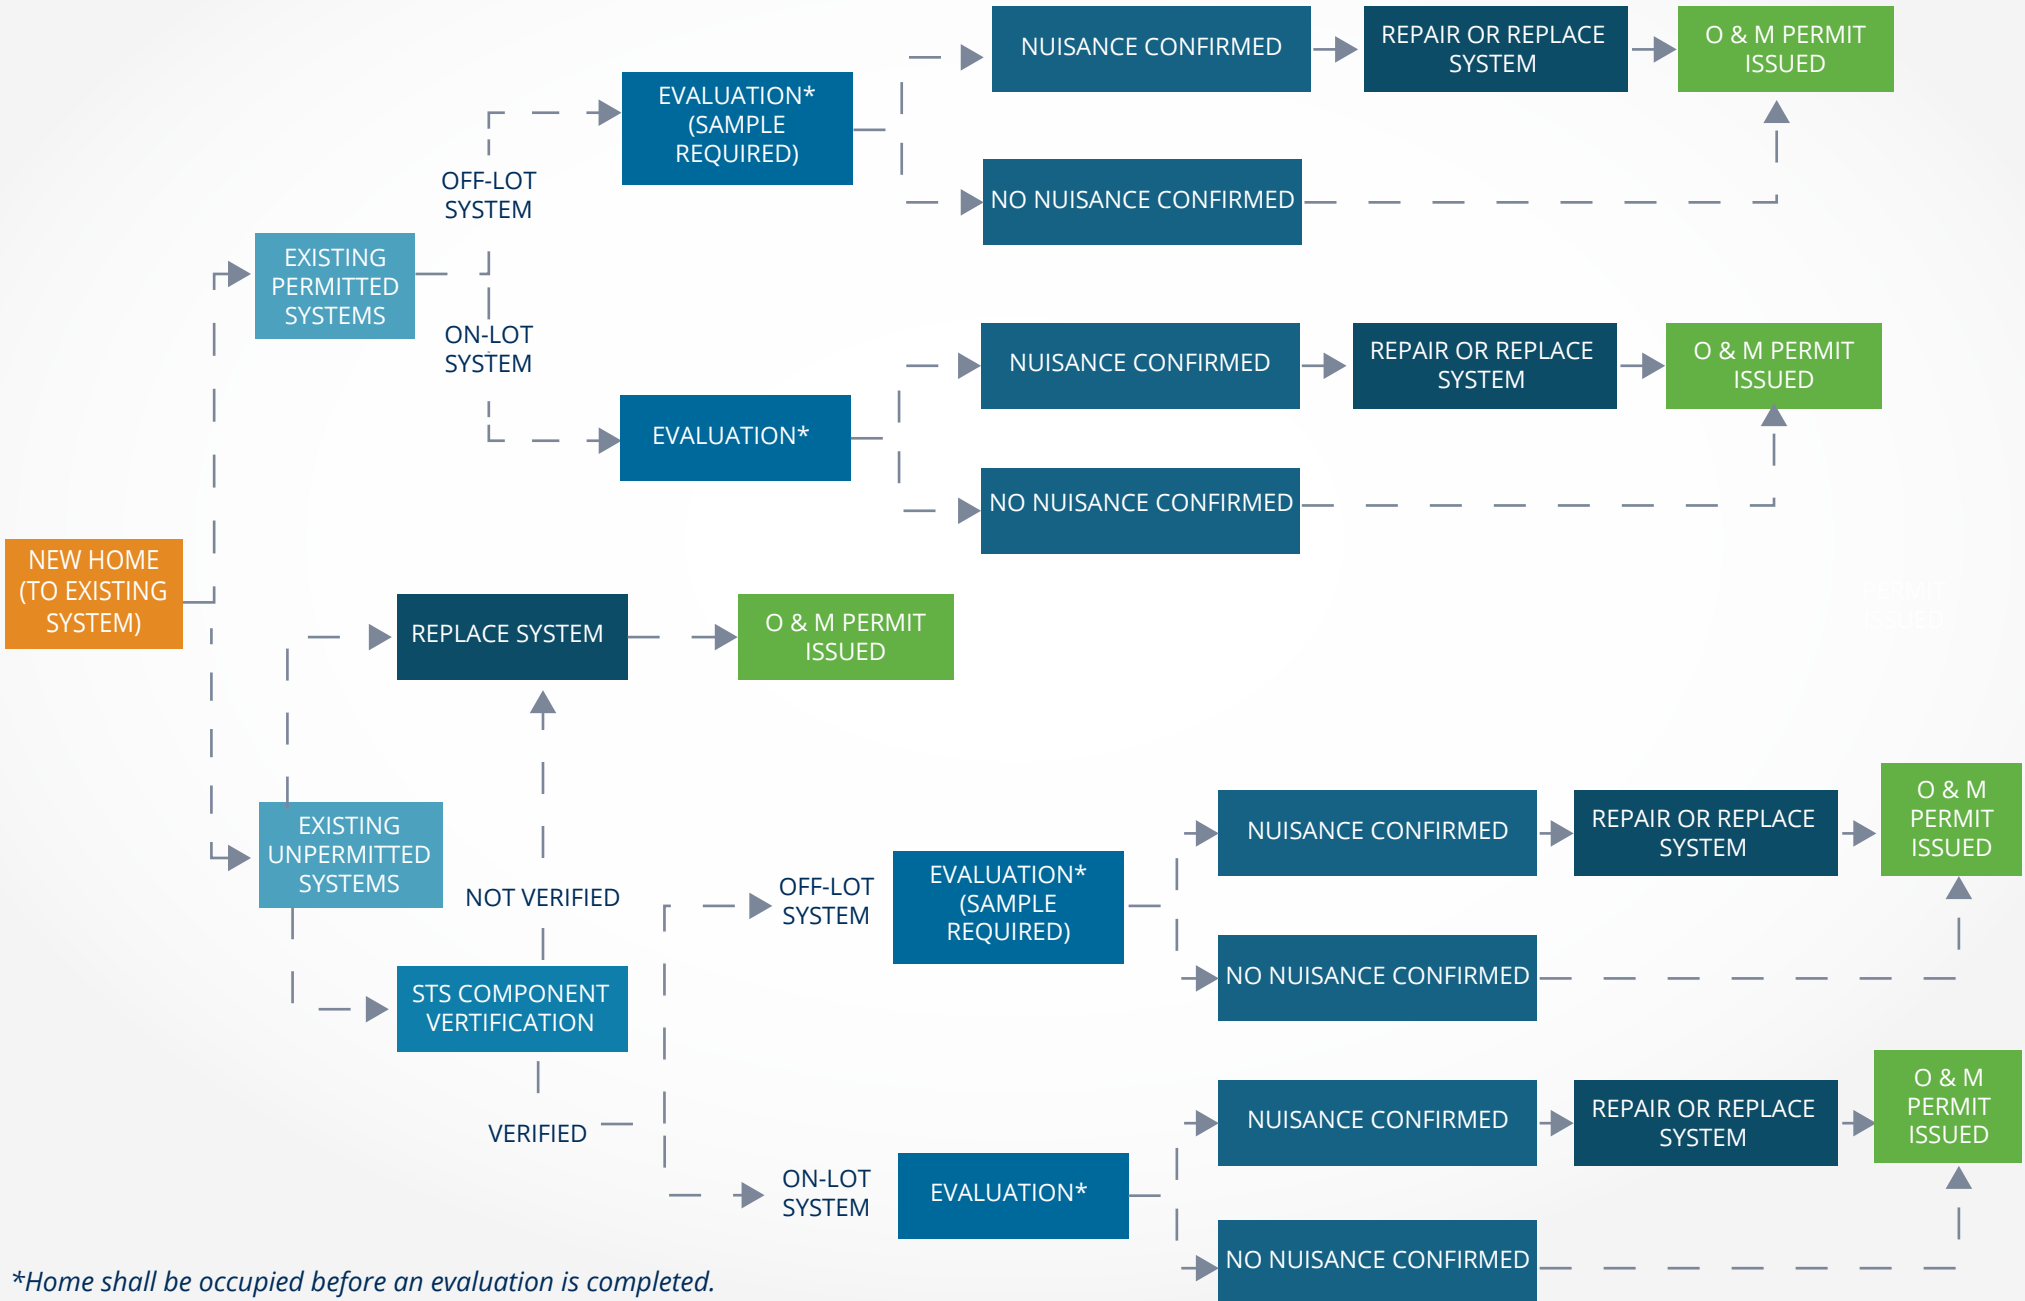 NUISANCE CONFIRMED
REPAIR OR REPLACE
SYSTEM
O & M PERMIT
ISSUED
EVALUATION*
(SAMPLE
REQUIRED)
OFF-LOT
SYSTEM
NO NUISANCE CONFIRMED
EXISTING
PERMITTED
SYSTEMS
ON-LOT
SYSTEM
NUISANCE CONFIRMED
REPAIR OR REPLACE
SYSTEM
O & M PERMIT
ISSUED
EVALUATION*
NO NUISANCE CONFIRMED
NEW HOME
(TO EXISTING
SYSTEM)
PERMIT
ISSUED
REPLACE SYSTEM
O & M PERMIT
ISSUED
EXISTING
UNPERMITTED
SYSTEMS
NOT VERIFIED
STS COMPONENT
VERTIFICATION
VERIFIED
OFF-LOT
SYSTEM
EVALUATION*
(SAMPLE
REQUIRED)
NUISANCE CONFIRMED
REPAIR OR REPLACE
SYSTEM
O & M
PERMIT
ISSUED
NO NUISANCE CONFIRMED
ON-LOT
SYSTEM
EVALUATION*
NUISANCE CONFIRMED
REPAIR OR REPLACE
SYSTEM
O & M
PERMIT
ISSUED
NO NUISANCE CONFIRMED
*Home shall be occupied before an evaluation is completed.